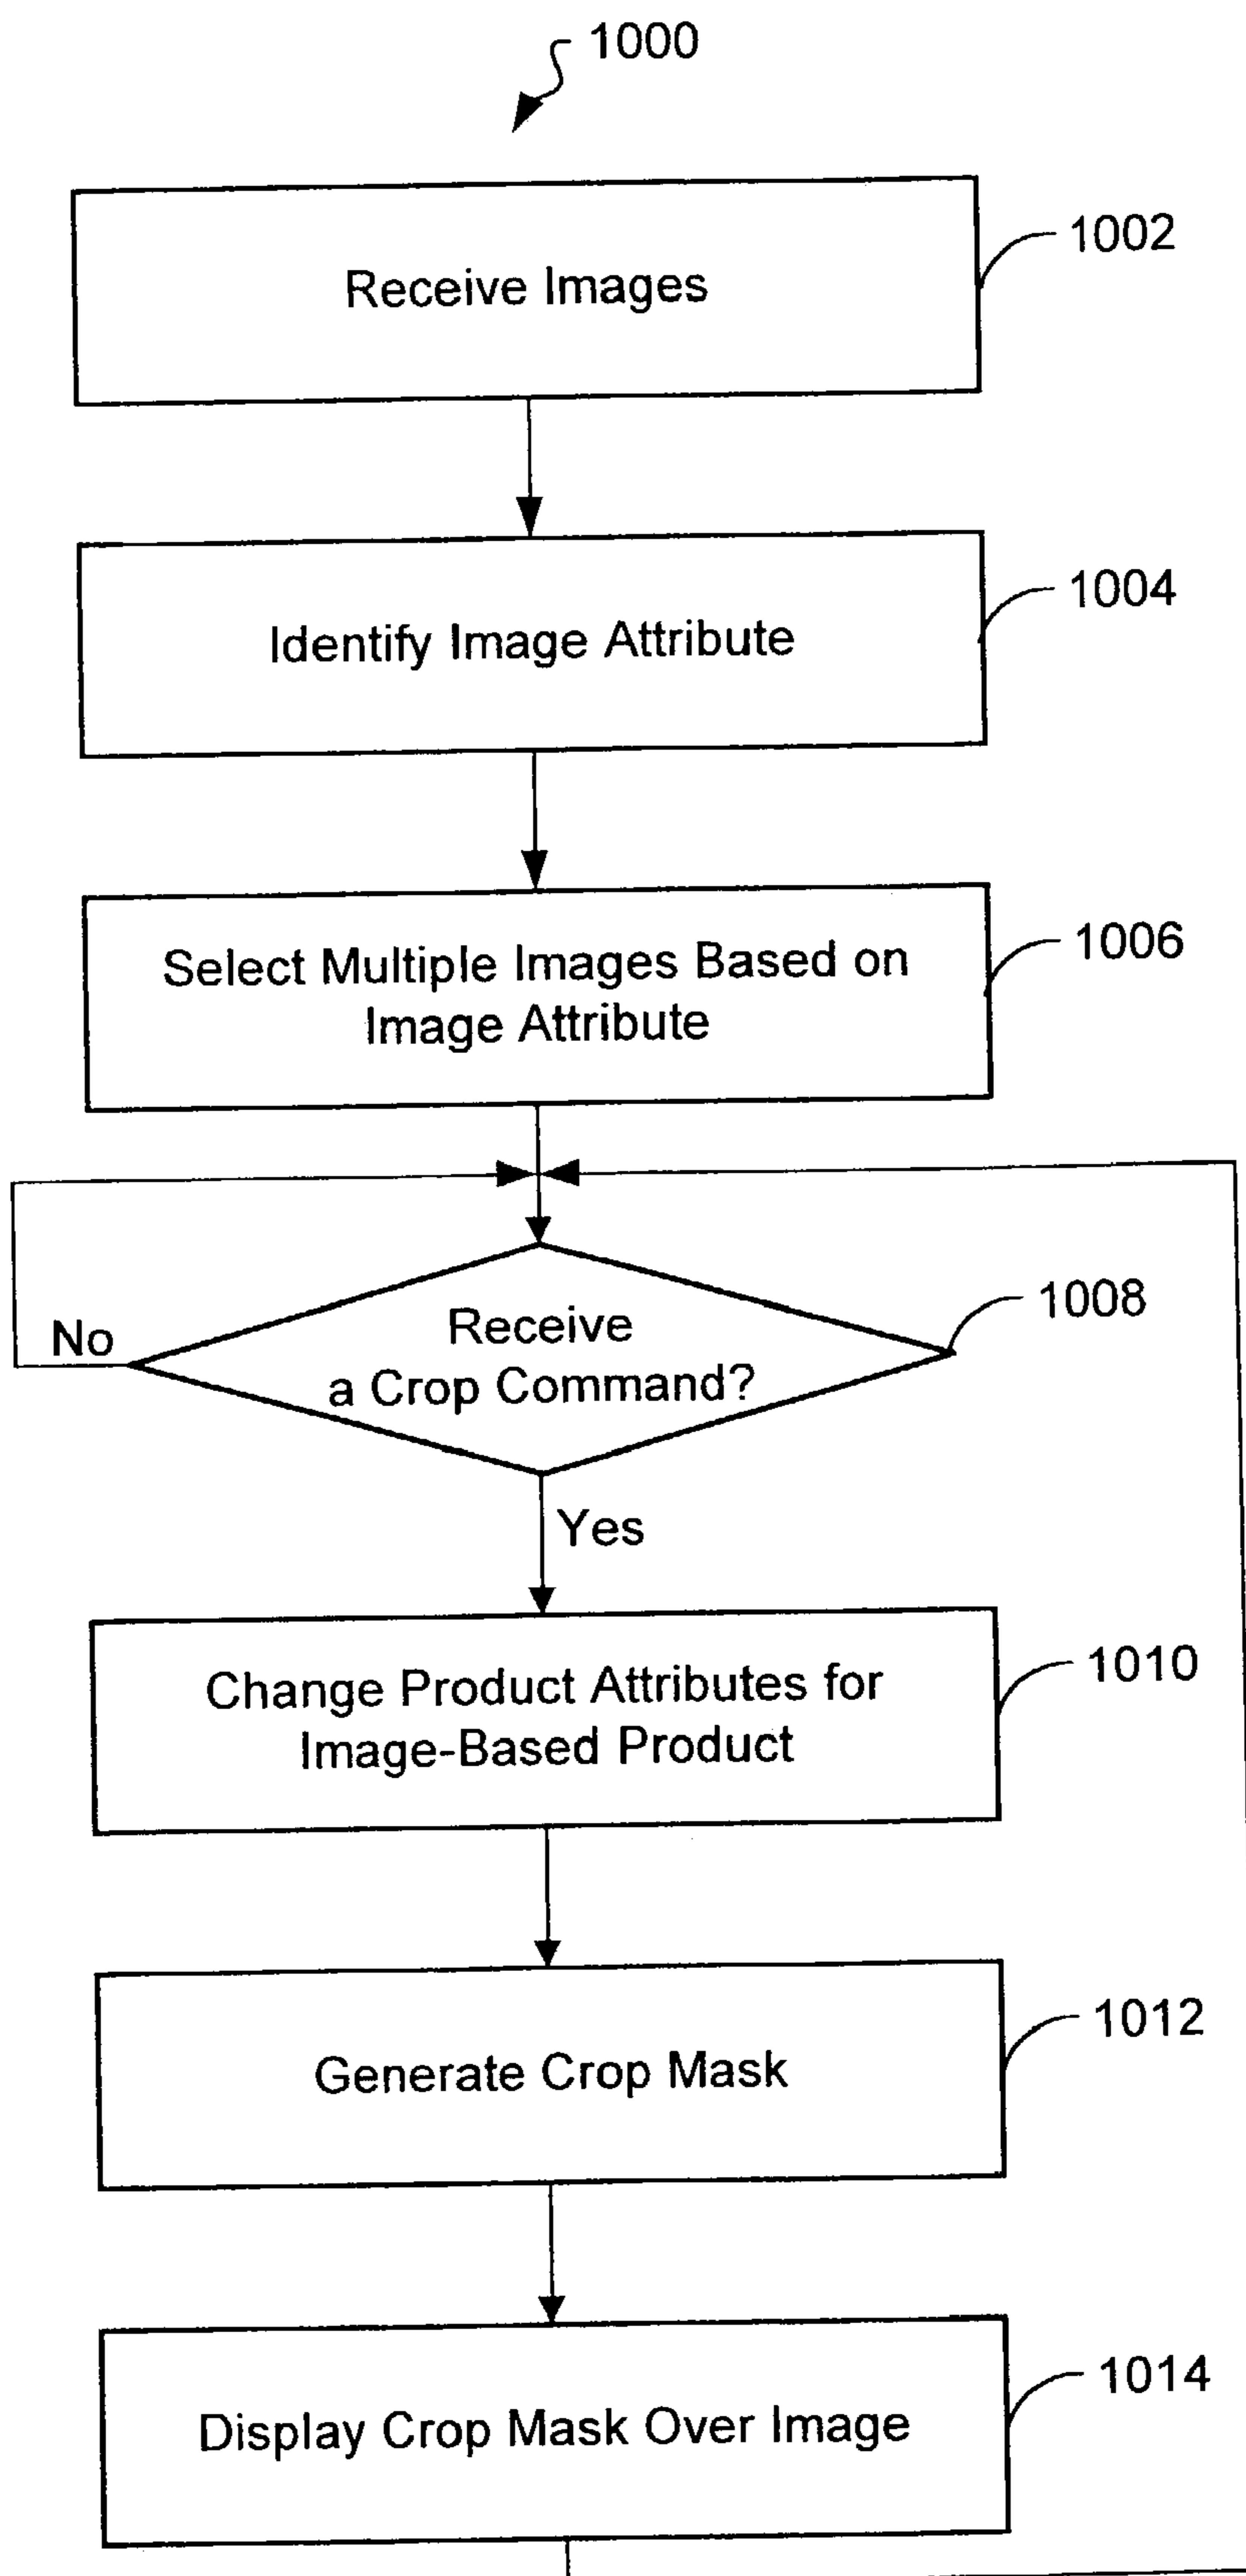 1000
Receive Images
1002
Identify Image Attribute
1004
Select Multiple Images Based on
Image Attribute
1006
Receive
a Crop Command?
1008
No
Yes
Change Product Attributes for
Image-Based Product
1010
Generate Crop Mask
1012
Display Crop Mask Over Image
1014